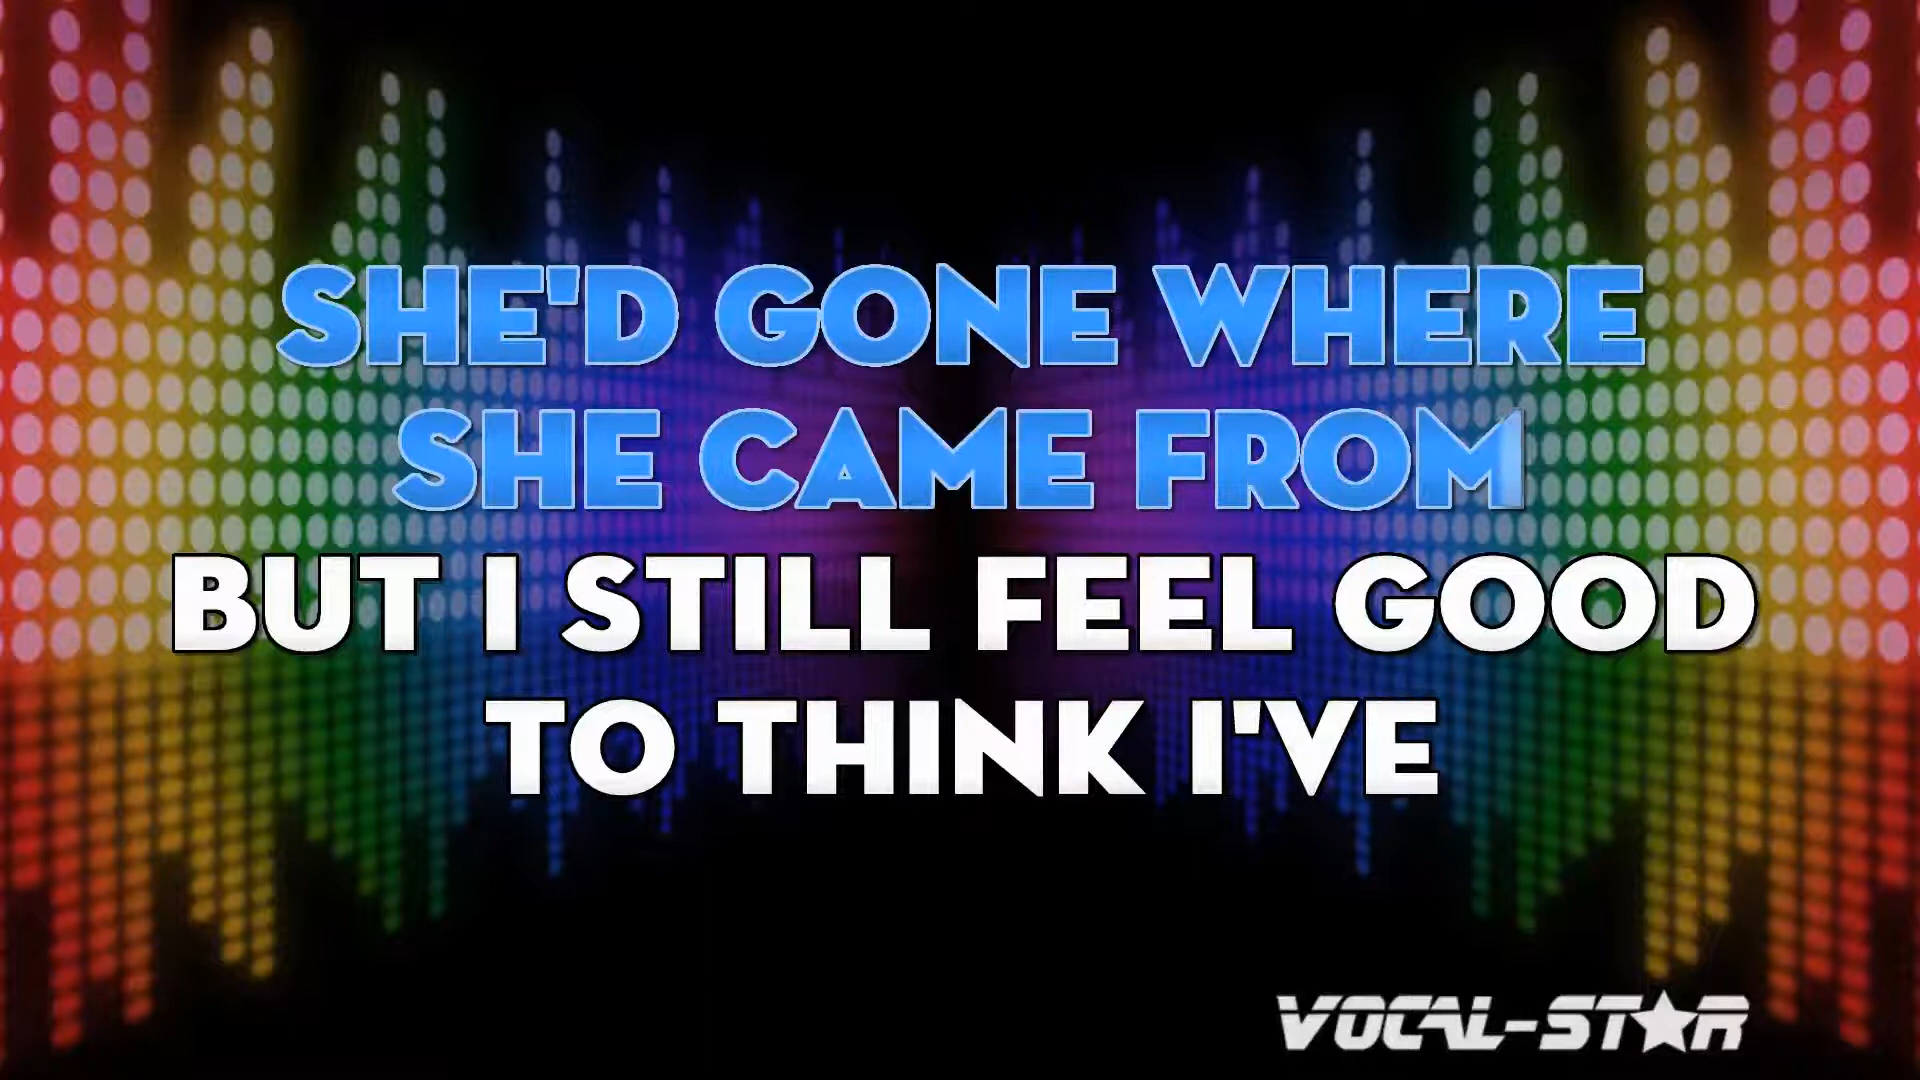 SHE'D GONE WHERE
SHE CAME FROM
BUT I STILL FEEL GOOD
TO THINK I'VE
VOCAL-STAR